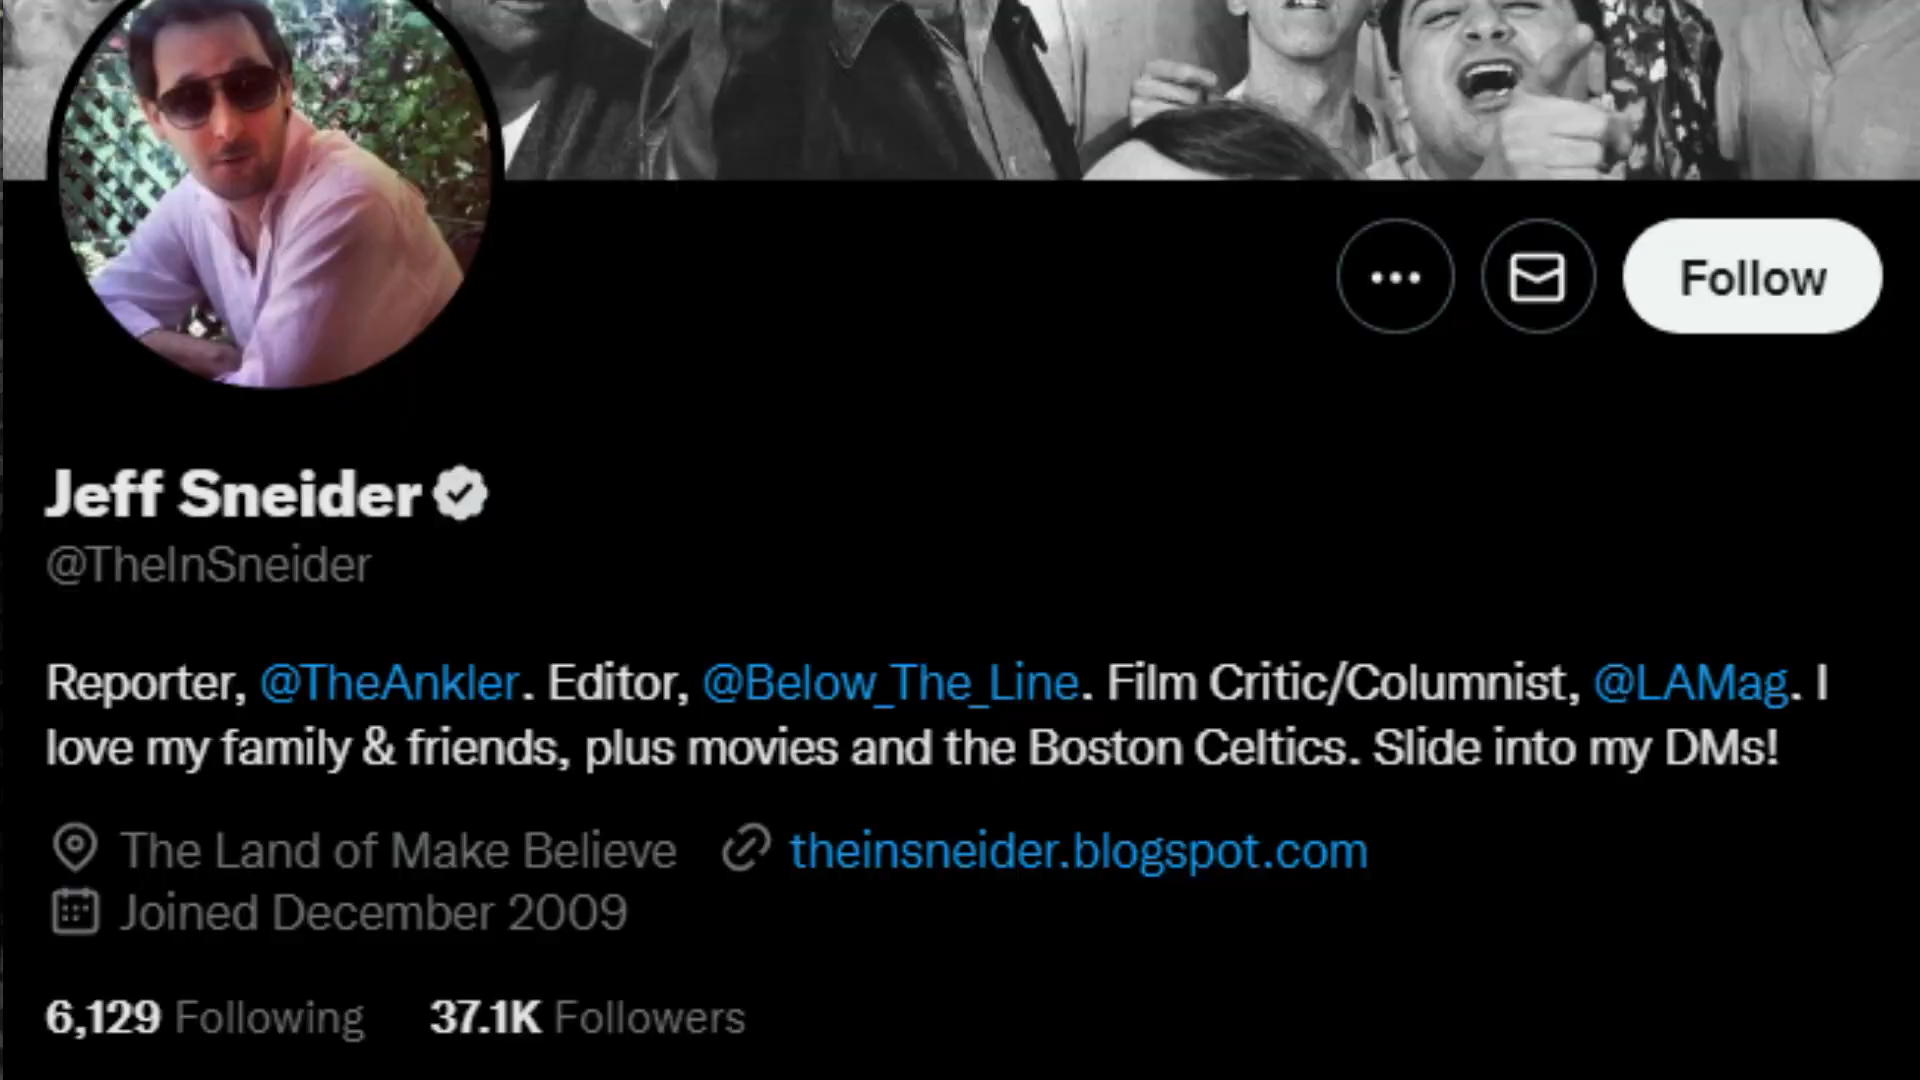 Follow
Jeff Sneider
@TheInSneider
Reporter, @TheAnkler. Editor, @Below_The_Line. Film Critic/Columnist, @LAMag. I
love my family & friends, plus movies and the Boston Celtics. Slide into my DMs!
The Land of Make Believe theinsneider.blogspot.com
Joined December 2009
6,129 Following 37.1K Followers